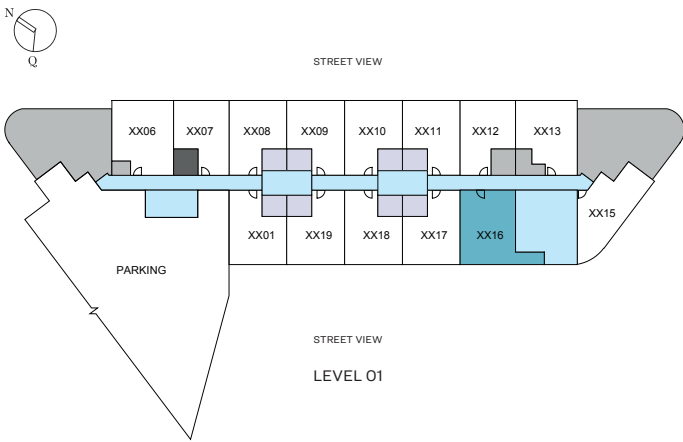 N
Q
STREET VIEW
XX06 XX07 XX08 XX09 XX10 XX11 XX12 XX13
XX01 XX19 XX18 XX17 XX16 XX15
PARKING
STREET VIEW
LEVEL 01